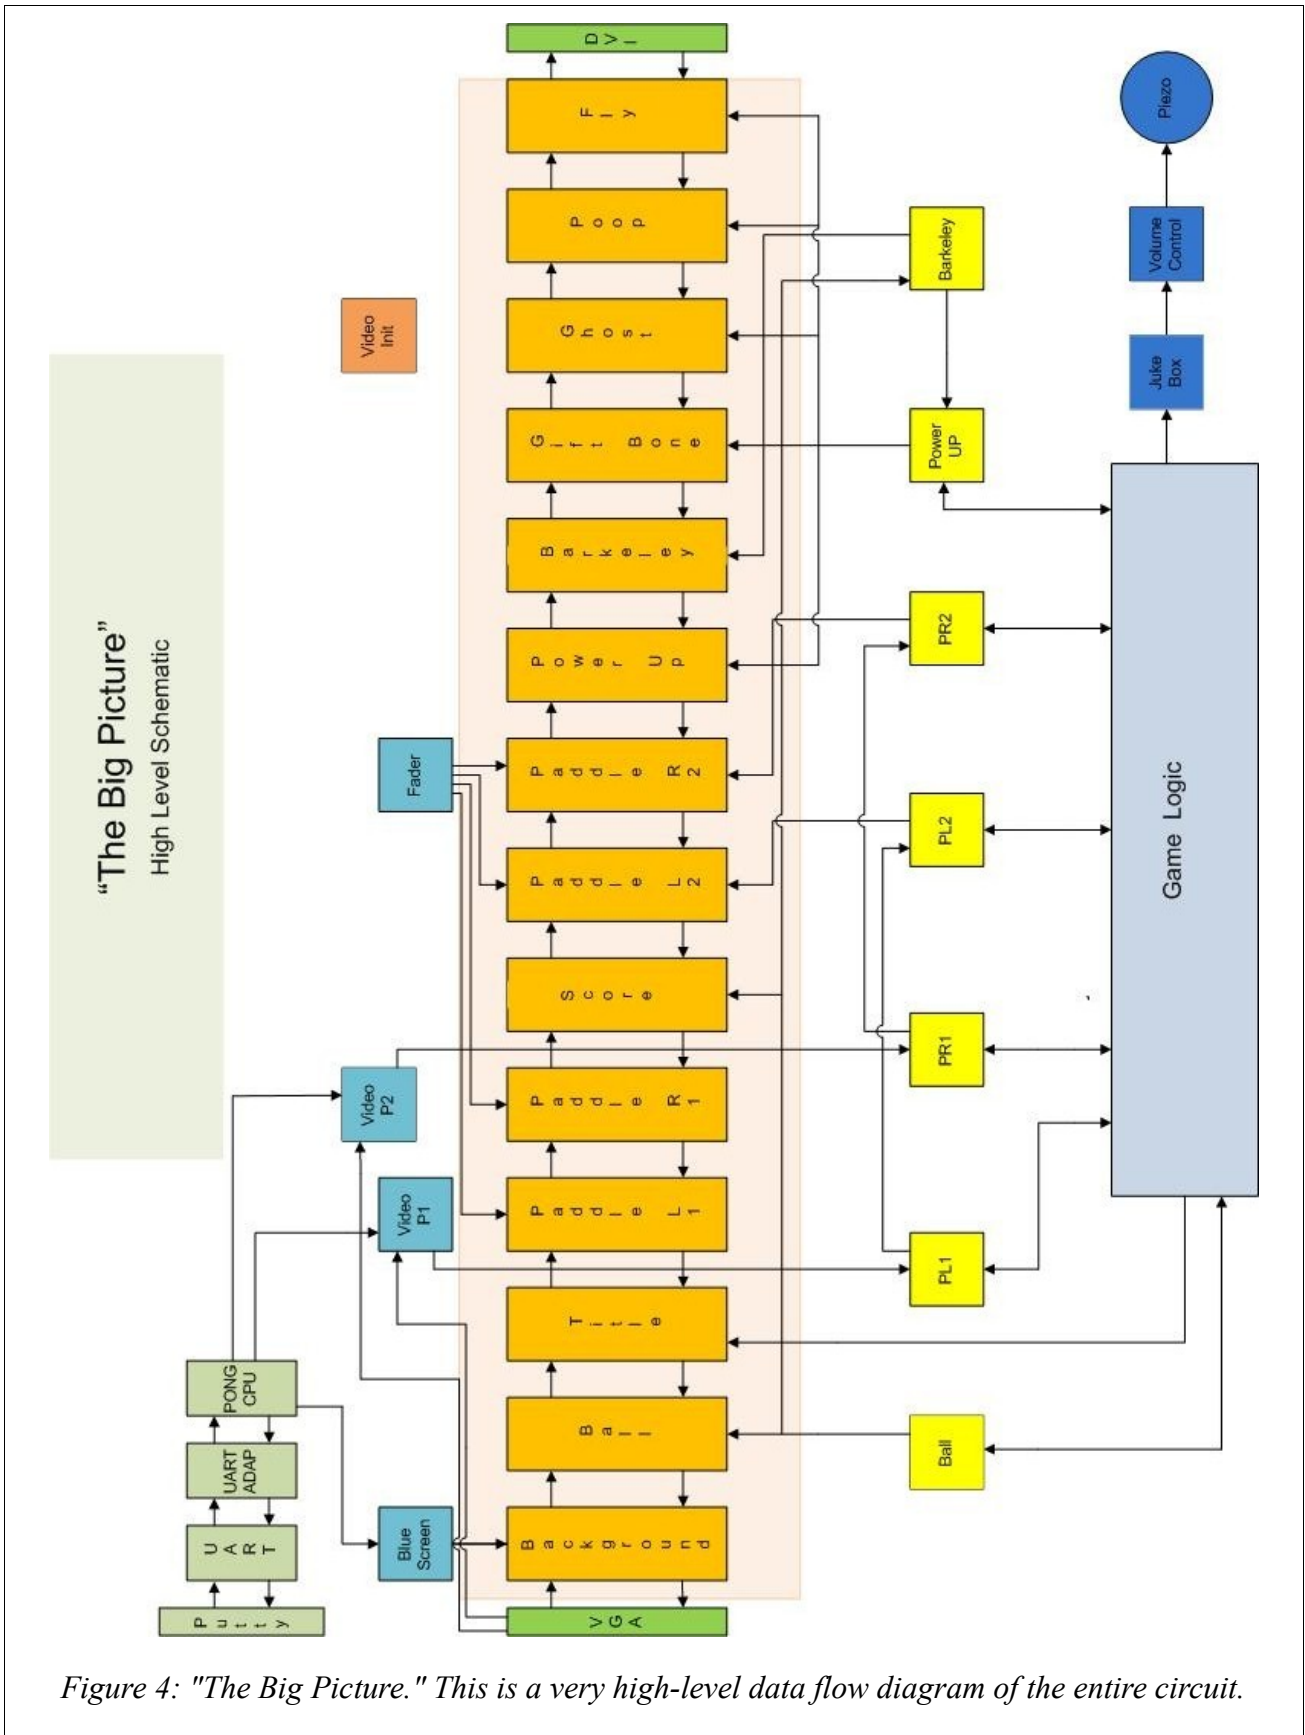 “The Big Picture”
High Level Schematic
Putty
UART
UART
ADAP
PONG
CPU
Blue
Screen
Video
P1
Video
P2
Fader
Video
Init
VGA
Background
Ball
Title
Paddle L1
Paddle R1
Score
Paddle L2
Paddle R2
Power Up
Barkeley
Gift Bone
Ghost
Poop
Fly
DVI
Ball
PL1
PR1
PL2
PR2
Power
UP
Barkeley
Game Logic
Juke
Box
Volume
Control
Piezo
Figure 4: "The Big Picture." This is a very high-level data flow diagram of the entire circuit.